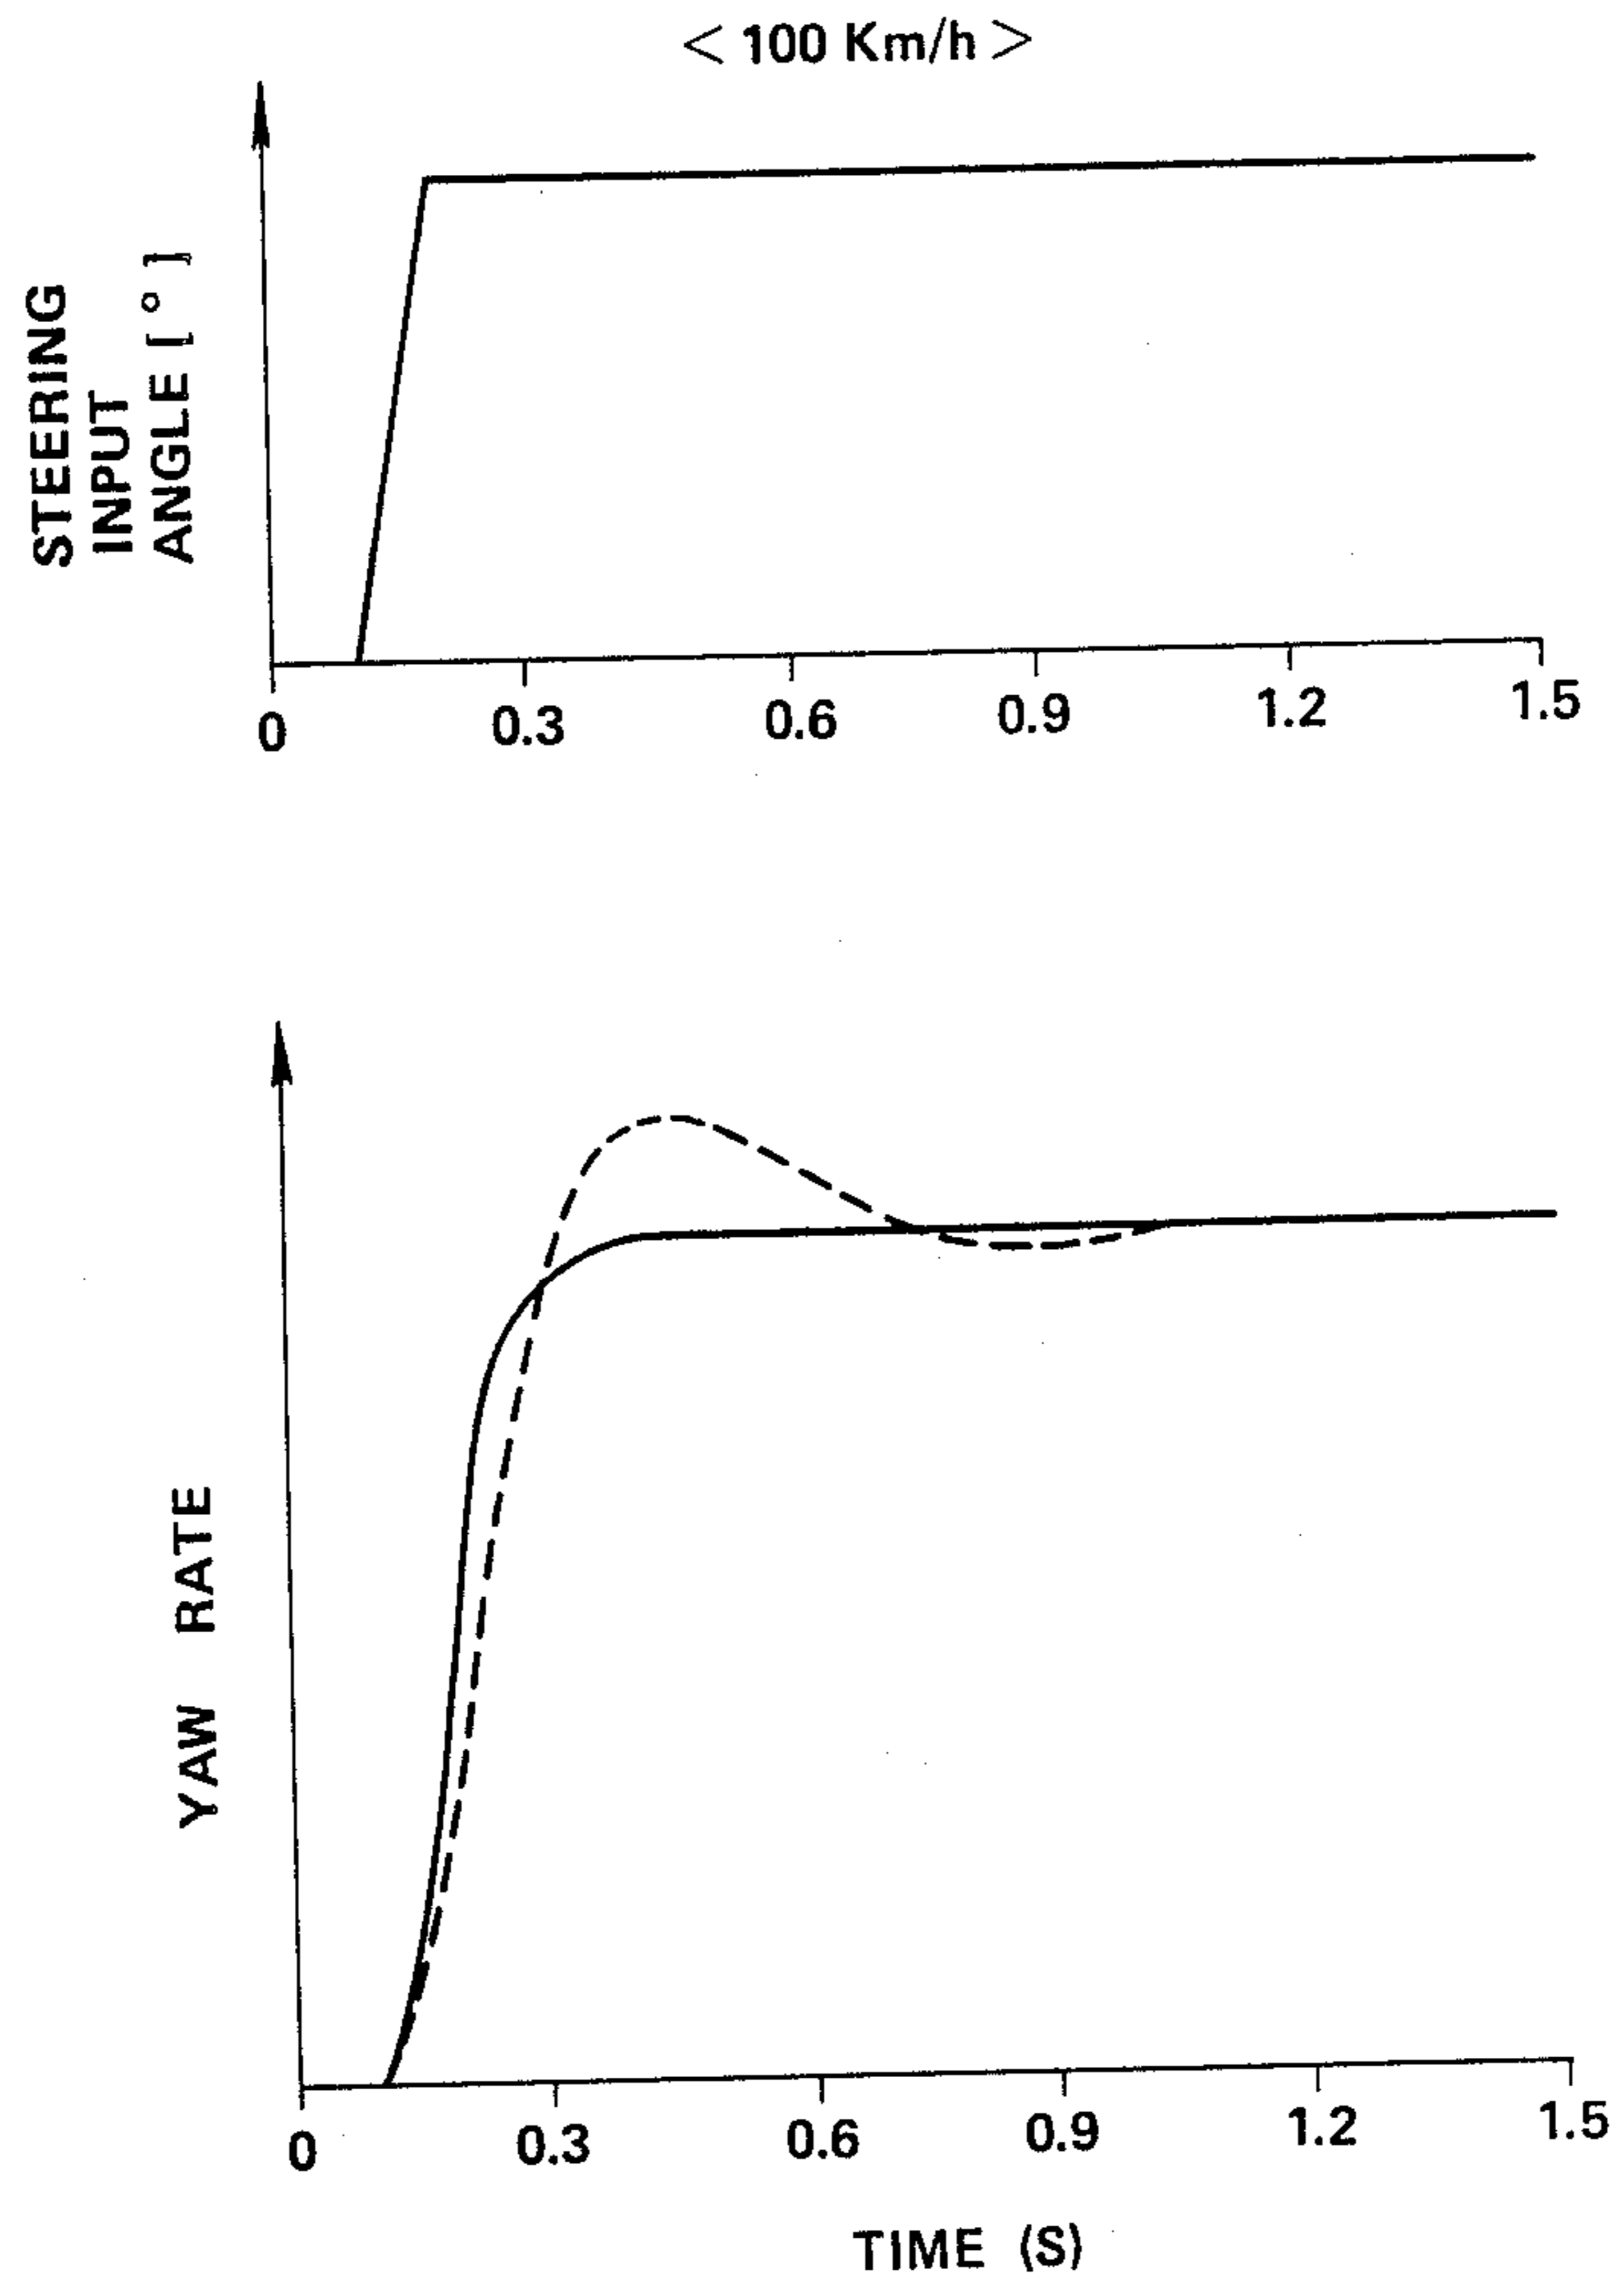 < 100 Km/h >
STEERING
INPUT
ANGLE [ ° ]
0 0.3 0.6 0.9 1.2 1.5
YAW RATE
0 0.3 0.6 0.9 1.2 1.5
TIME (S)